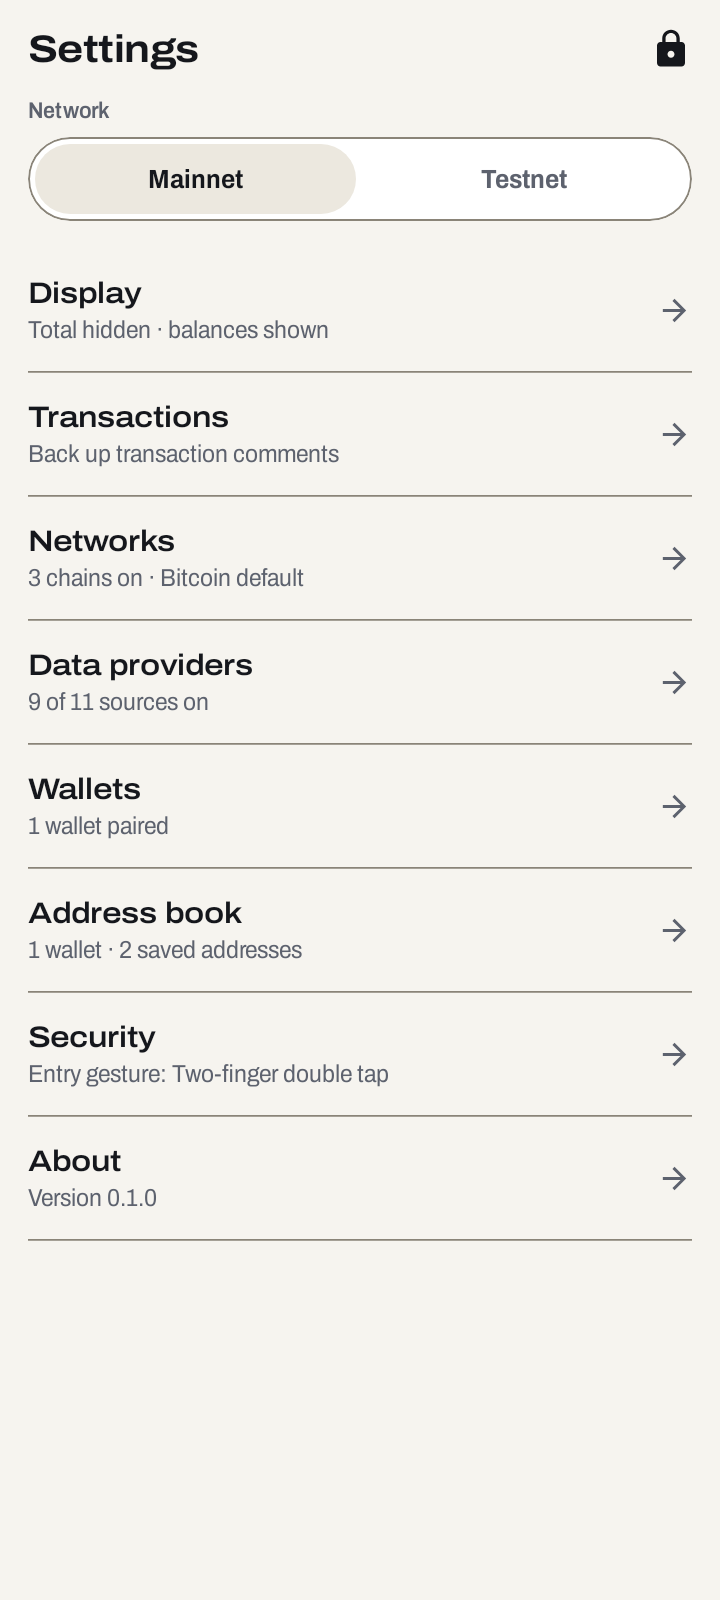 Settings
Network
Mainnet
Testnet
Display
Total hidden · balances shown
Transactions
Back up transaction comments
Networks
3 chains on · Bitcoin default
Data providers
9 of 11 sources on
Wallets
1 wallet paired
Address book
1 wallet · 2 saved addresses
Security
Entry gesture: Two-finger double tap
About
Version 0.1.0